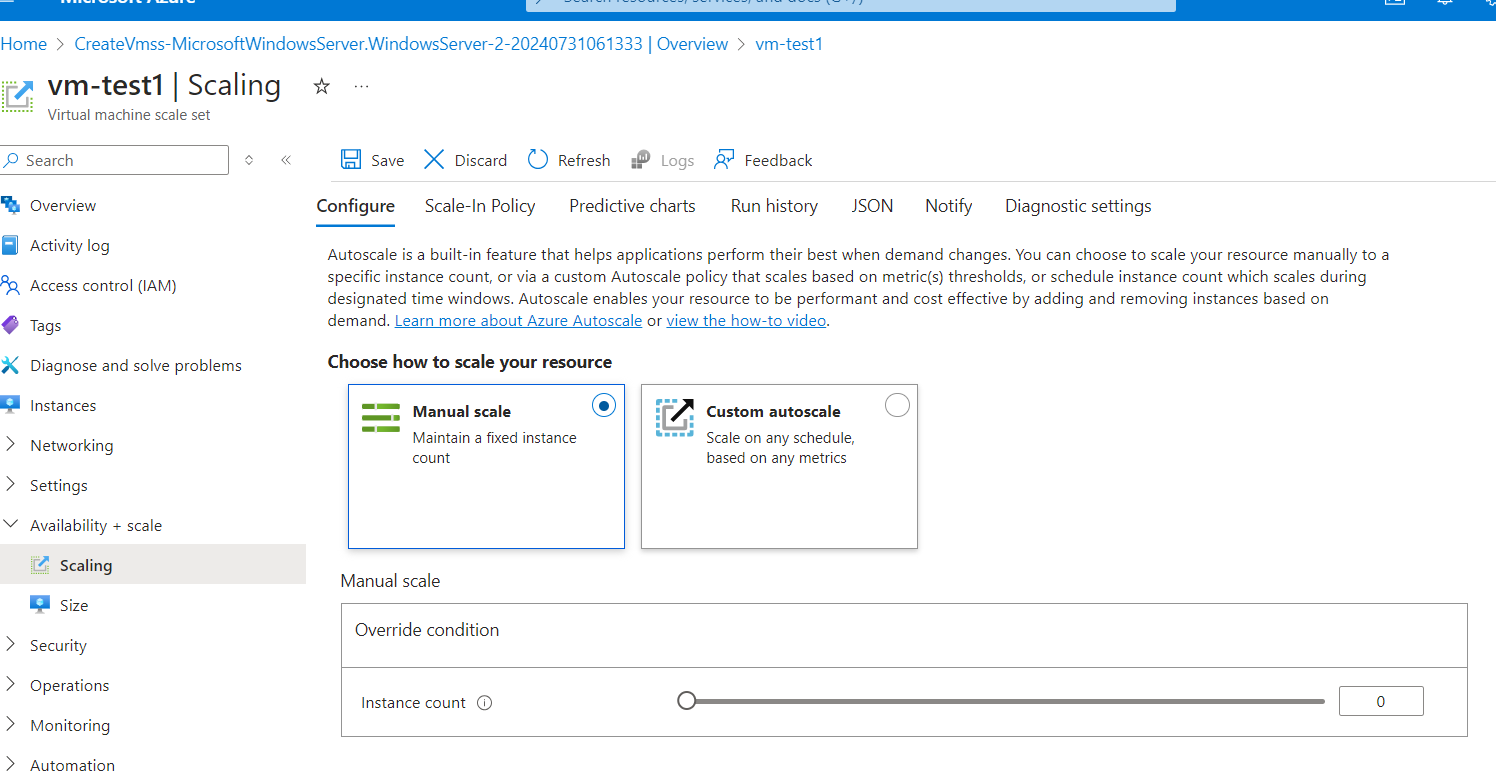 Microsoft Azure
Search resources, services, and docs (G+/)
Home > CreateVmss-MicrosoftWindowsServer.WindowsServer-2-20240731061333 | Overview > vm-test1
vm-test1 | Scaling
Virtual machine scale set
Search
Save Discard Refresh Logs Feedback
Overview
Activity log
Access control (IAM)
Tags
Diagnose and solve problems
Instances
Networking
Settings
Availability + scale
Scaling
Size
Security
Operations
Monitoring
Automation
Configure Scale-In Policy Predictive charts Run history JSON Notify Diagnostic settings
Autoscale is a built-in feature that helps applications perform their best when demand changes. You can choose to scale your resource manually to a
specific instance count, or via a custom Autoscale policy that scales based on metric(s) thresholds, or schedule instance count which scales during
designated time windows. Autoscale enables your resource to be performant and cost effective by adding and removing instances based on
demand. Learn more about Azure Autoscale or view the how-to video.
Choose how to scale your resource
Manual scale
Maintain a fixed instance
count
Custom autoscale
Scale on any schedule,
based on any metrics
Manual scale
Override condition
Instance count 0